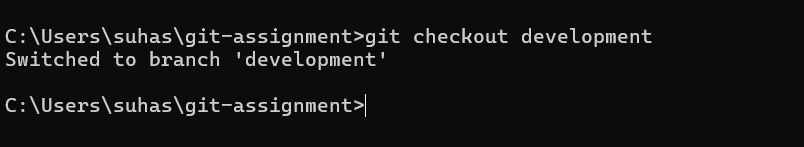 C:\Users\suhas\git-assignment>git checkout development
Switched to branch 'development'
C:\Users\suhas\git-assignment>